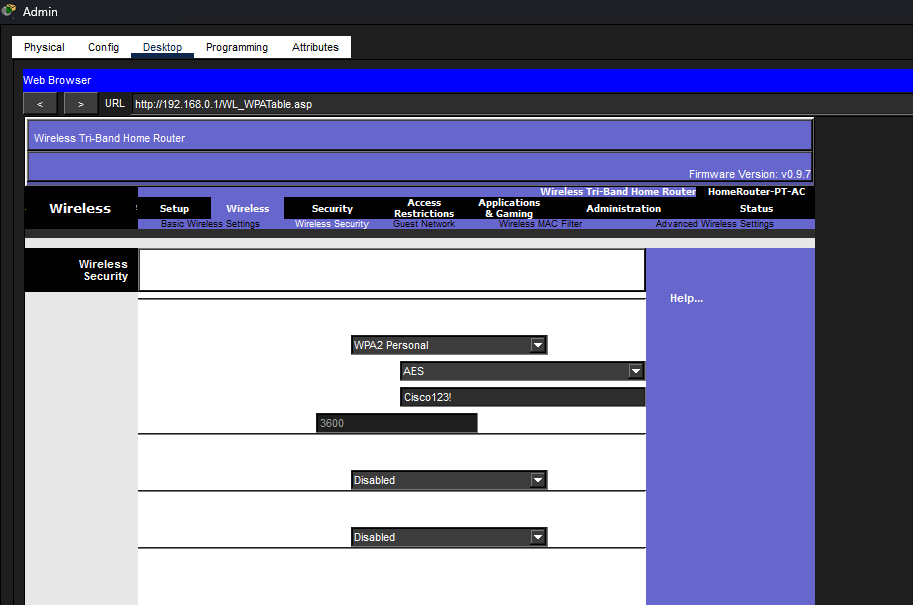 Admin
Physical Config Desktop Programming Attributes
Web Browser
< > URL http://192.168.0.1/WL_WPATable.asp
Wireless Tri-Band Home Router
Firmware Version: v0.9.7
Wireless Tri-Band Home Router HomeRouter-PT-AC
Wireless Setup Wireless Security Access Restrictions Applications & Gaming Administration Status
Basic Wireless Settings Wireless Security Guest Network Wireless MAC Filter Advanced Wireless Settings
Wireless
Security
Help...
WPA2 Personal
AES
Cisco123!
3600
Disabled
Disabled